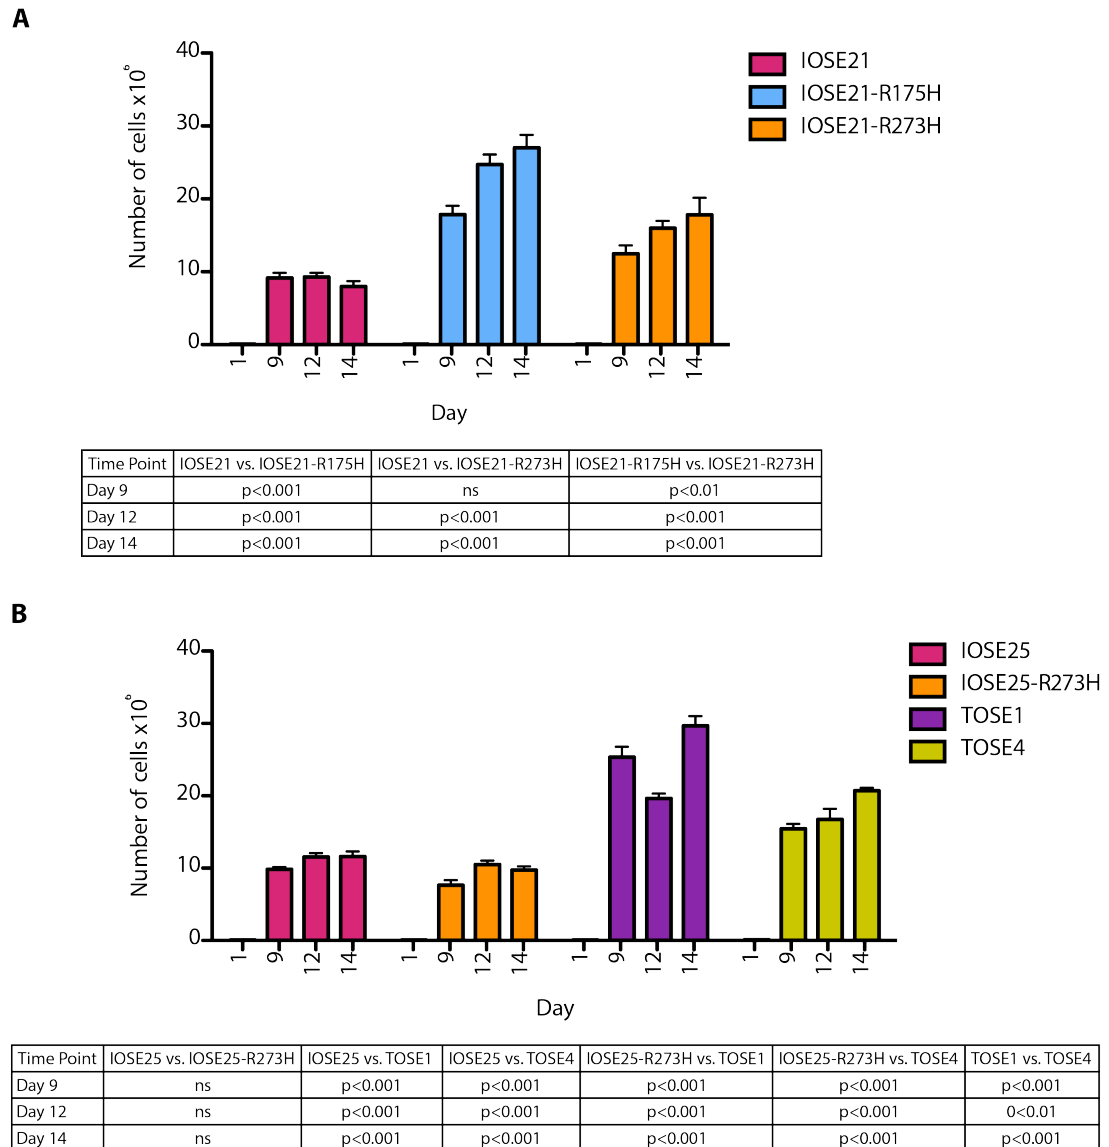 A
40
30
20
10
0
Number of cells x10⁶
1 9 12 14 1 9 12 14 1 9 12 14
Day
IOSE21
IOSE21-R175H
IOSE21-R273H
Time Point IOSE21 vs. IOSE21-R175H IOSE21 vs. IOSE21-R273H IOSE21-R175H vs. IOSE21-R273H
Day 9 p<0.001 ns p<0.01
Day 12 p<0.001 p<0.001 p<0.001
Day 14 p<0.001 p<0.001 p<0.001
B
40
30
20
10
0
Number of cells x10⁶
1 9 12 14 1 9 12 14 1 9 12 14 1 9 12 14
Day
IOSE25
IOSE25-R273H
TOSE1
TOSE4
Time Point IOSE25 vs. IOSE25-R273H IOSE25 vs. TOSE1 IOSE25 vs. TOSE4 IOSE25-R273H vs. TOSE1 IOSE25-R273H vs. TOSE4 TOSE1 vs. TOSE4
Day 9 ns p<0.001 p<0.001 p<0.001 p<0.001 p<0.001
Day 12 ns p<0.001 p<0.001 p<0.001 p<0.001 0<0.01
Day 14 ns p<0.001 p<0.001 p<0.001 p<0.001 p<0.001